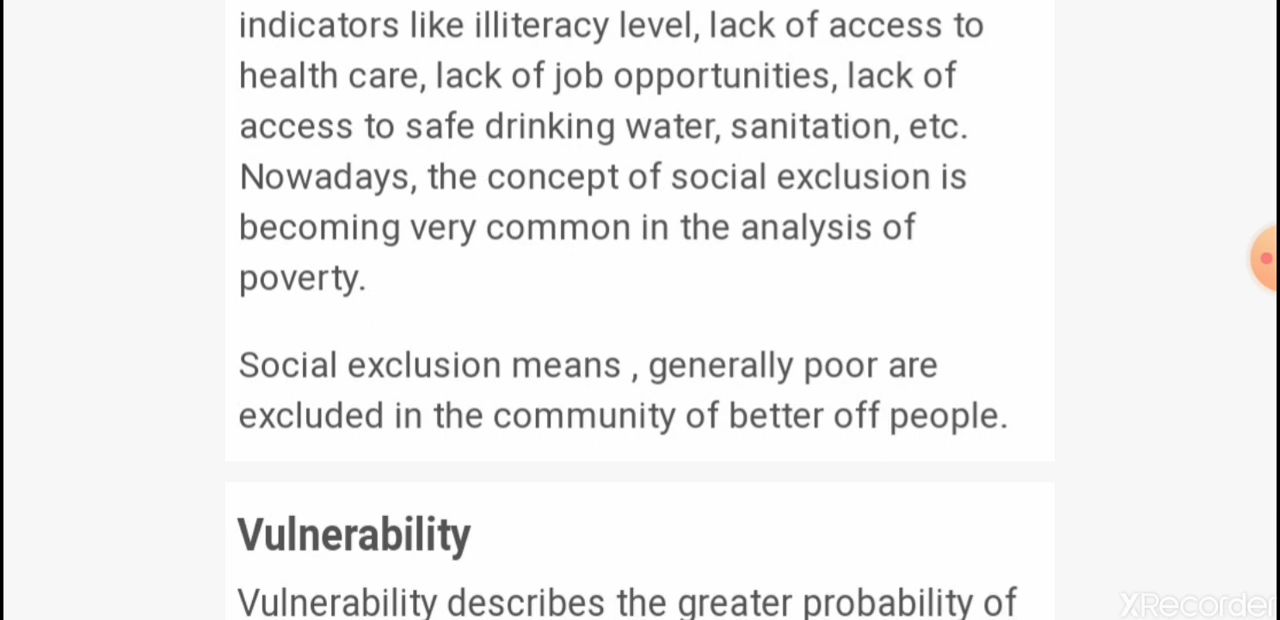 indicators like illiteracy level, lack of access to
health care, lack of job opportunities, lack of
access to safe drinking water, sanitation, etc.
Nowadays, the concept of social exclusion is
becoming very common in the analysis of
poverty.
Social exclusion means , generally poor are
excluded in the community of better off people.
Vulnerability
Vulnerability describes the greater probability of
XRecorder